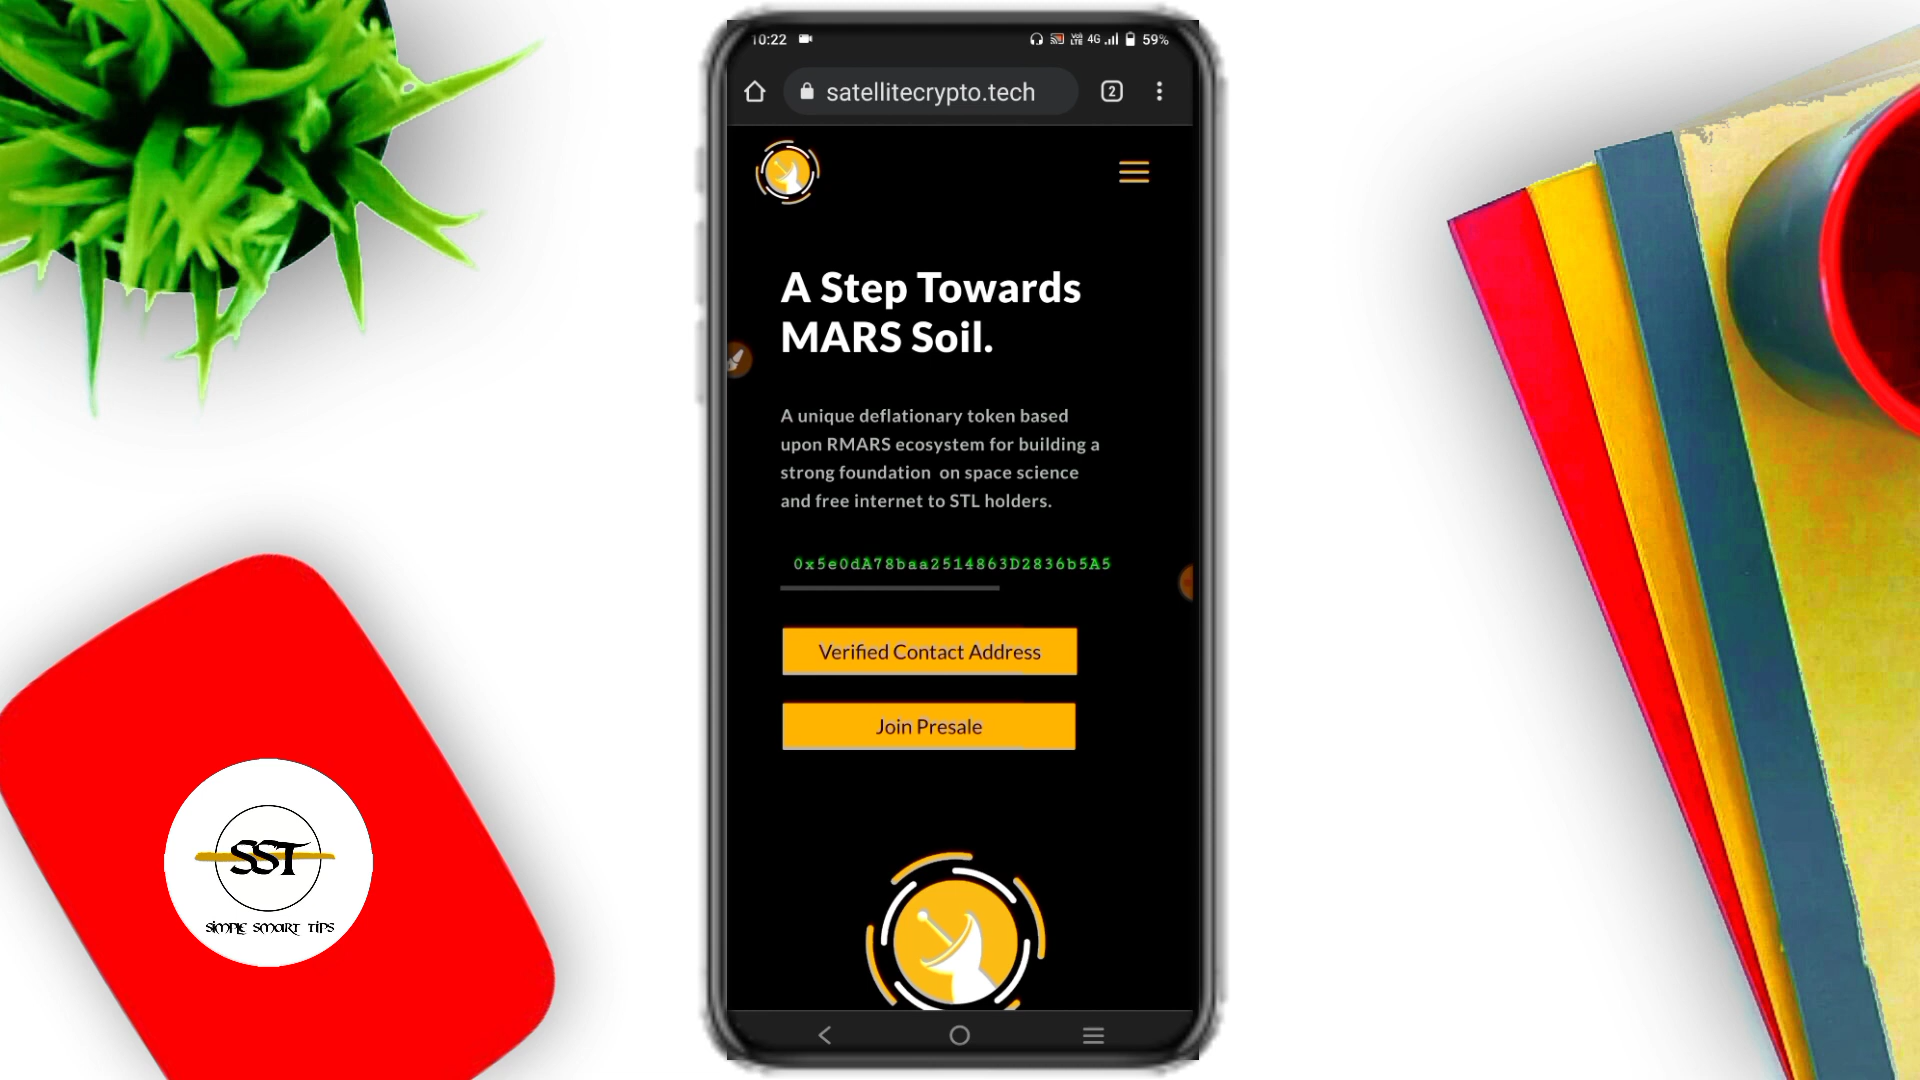 10:22
4G
59%
satellitecrypto.tech
2
A Step Towards
MARS Soil.
A unique deflationary token based
upon RMARS ecosystem for building a
strong foundation on space science
and free internet to STL holders.
0x5e0dA78baa2514863D2836b5A5
Verified Contact Address
Join Presale
SST
SIMPLE SMART TIPS